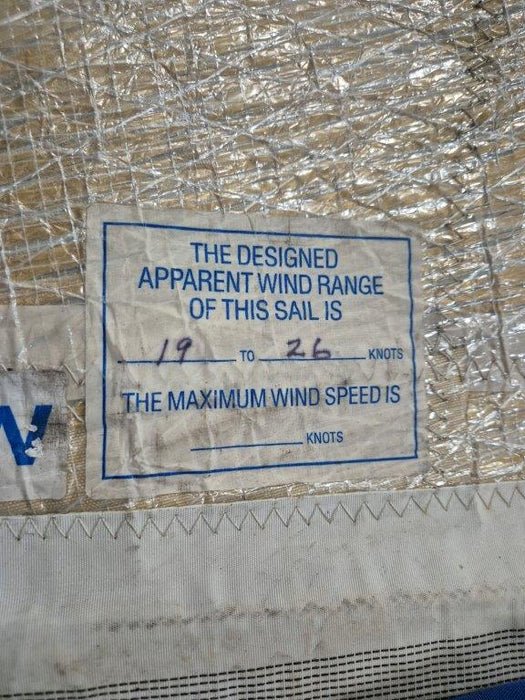 THE DESIGNED
APPARENT WIND RANGE
OF THIS SAIL IS
19 TO 26 KNOTS
THE MAXIMUM WIND SPEED IS
KNOTS
W